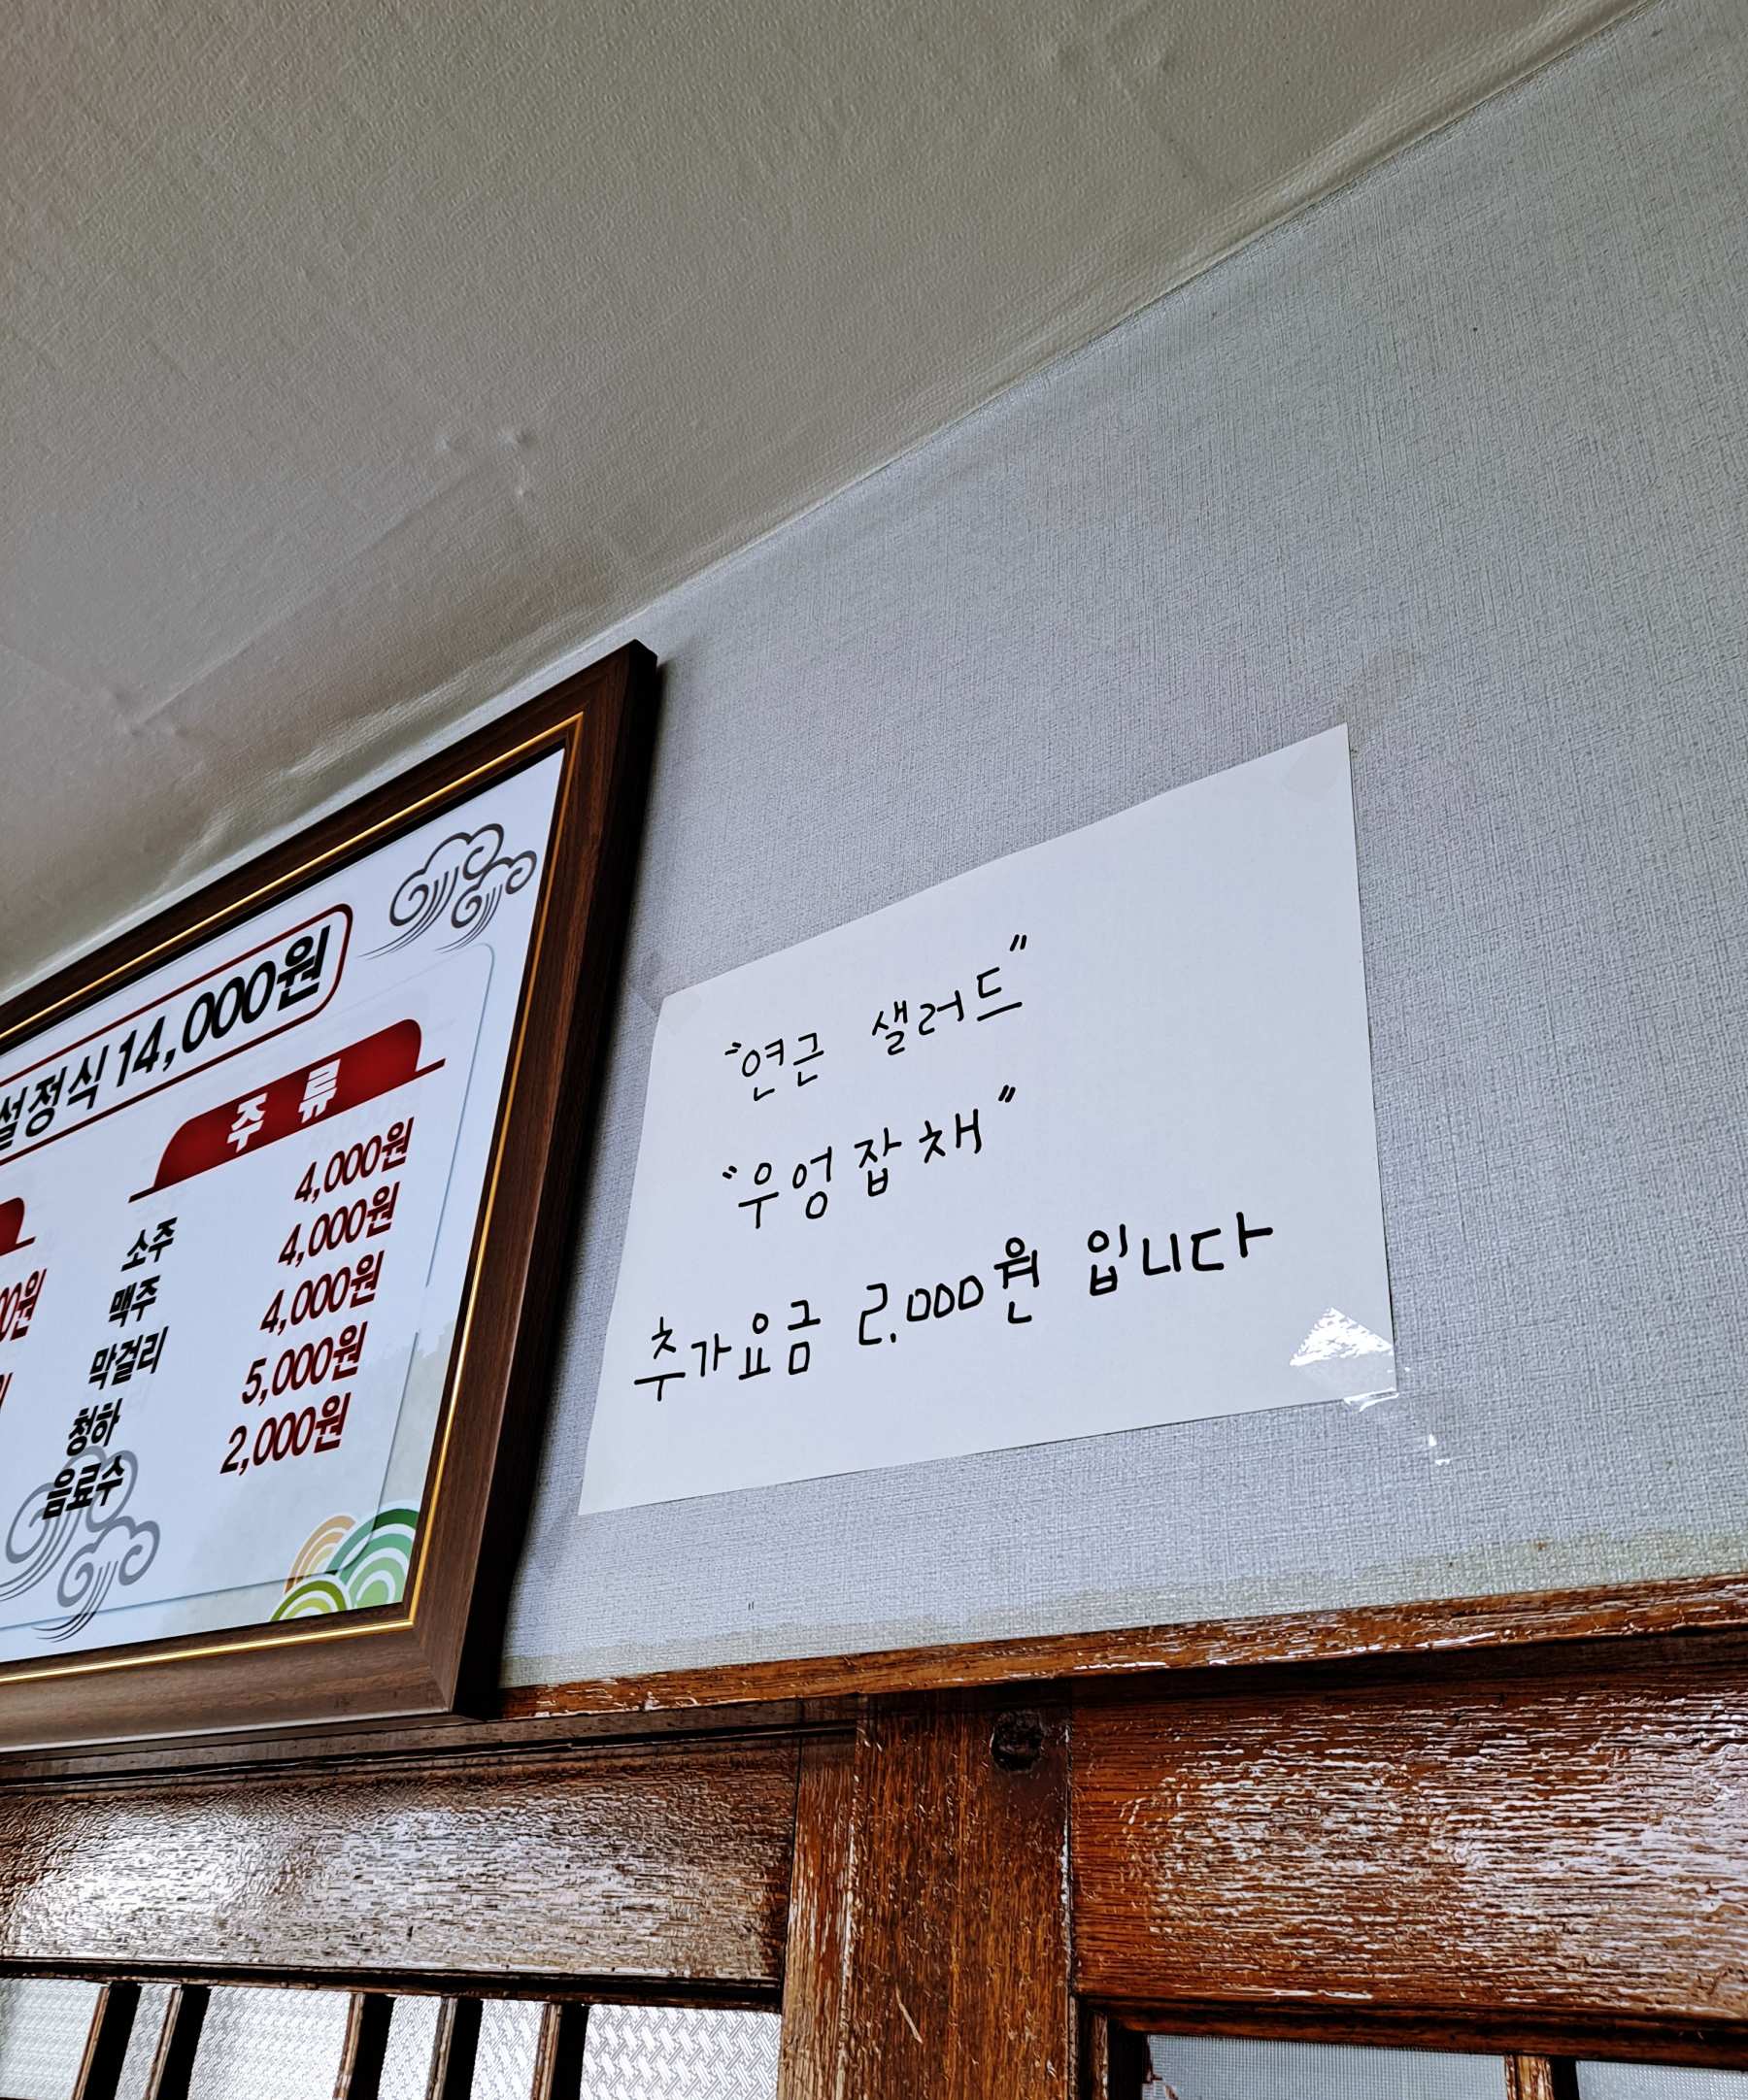 설정식 14,000원
주류
소주 4,000원
맥주 4,000원
막걸리 4,000원
청하 5,000원
음료수 2,000원
"연근 샐러드"
"우엉잡채"
추가요금 2,000원 입니다